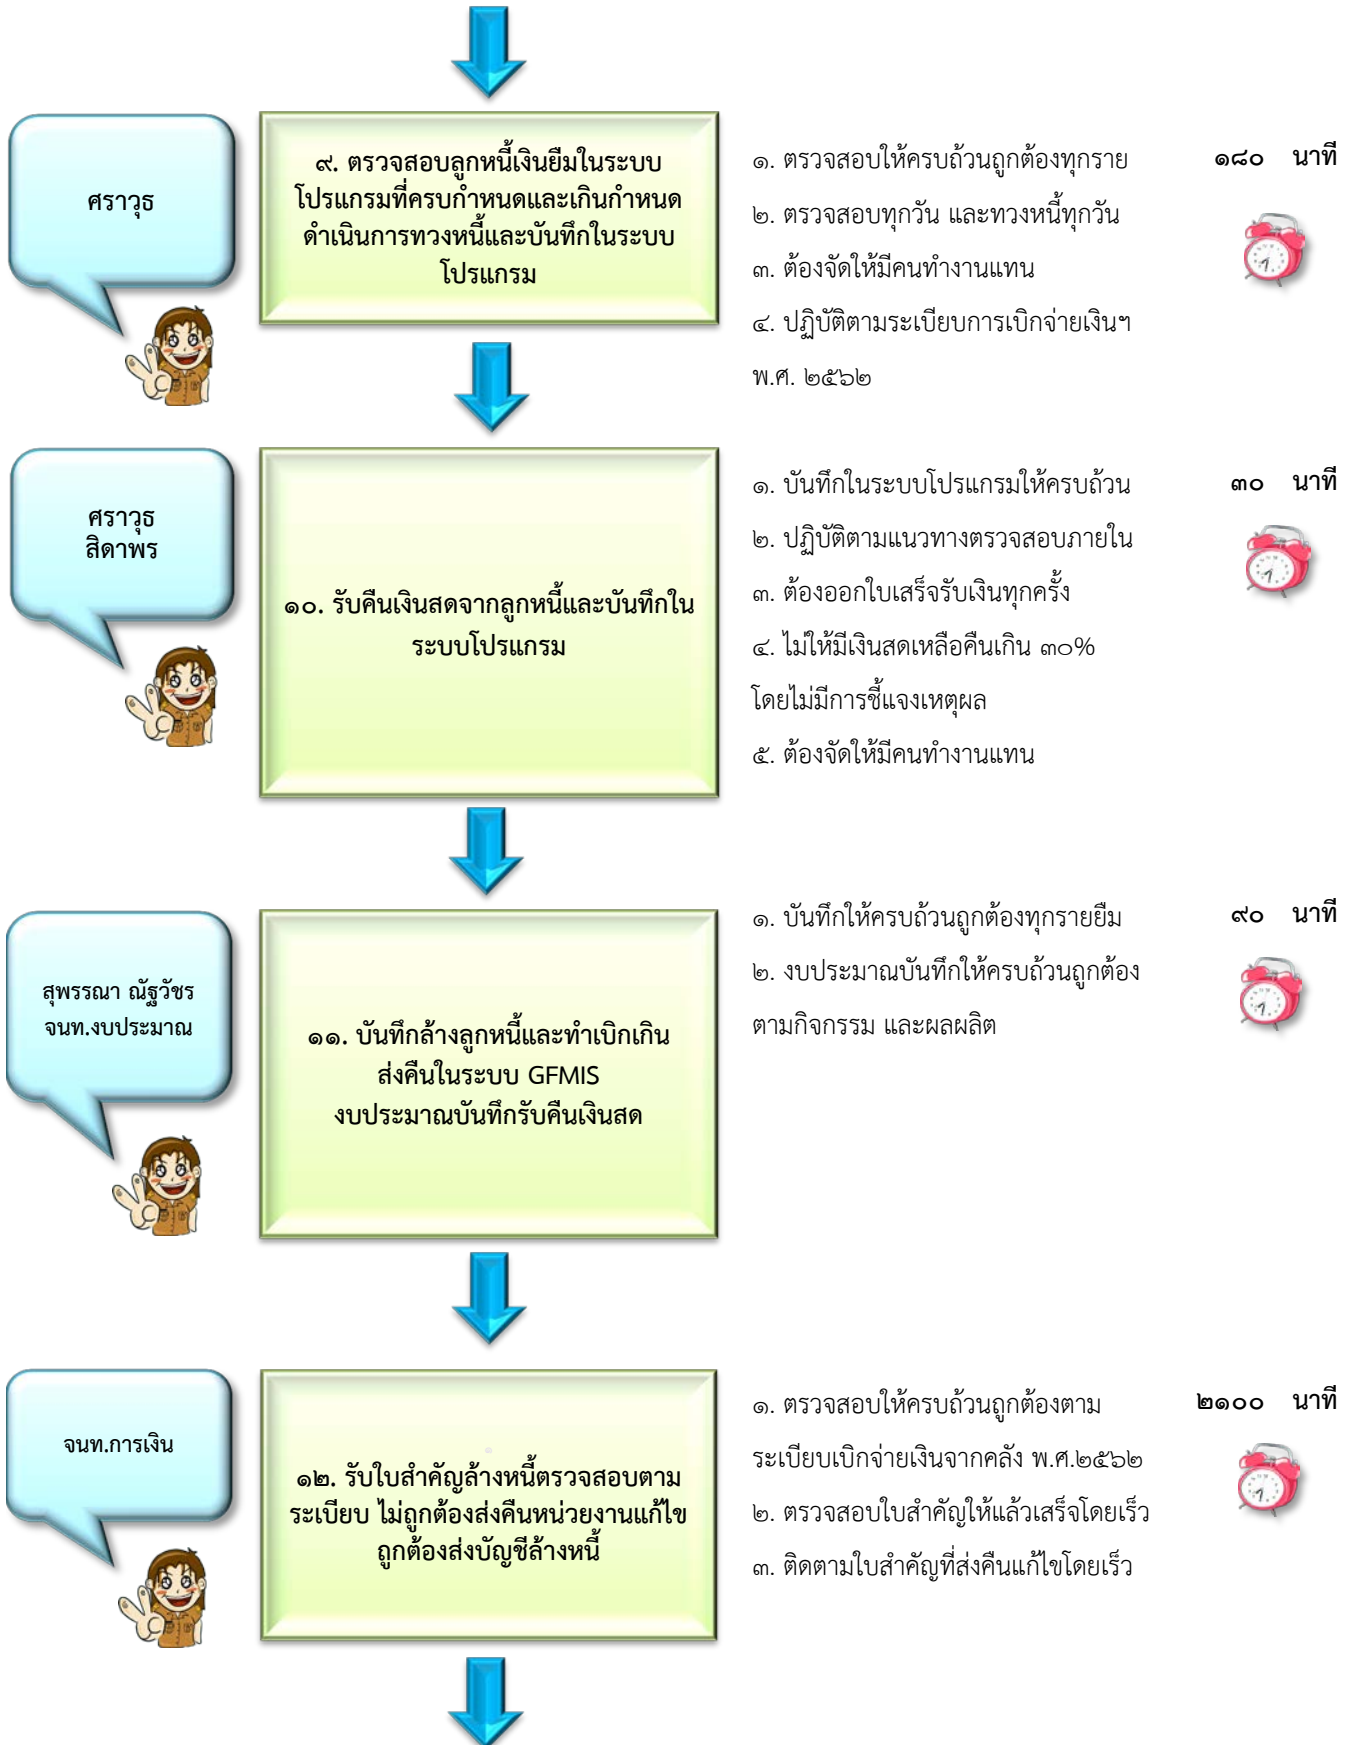 ศราวุธ
๙. ตรวจสอบลูกหนี้เงินยืมในระบบ
โปรแกรมที่ครบกำหนดและเกินกำหนด
ดำเนินการทวงหนี้และบันทึกในระบบ
โปรแกรม
๑. ตรวจสอบให้ครบถ้วนถูกต้องทุกราย
๒. ตรวจสอบทุกวัน และทวงหนี้ทุกวัน
๓. ต้องจัดให้มีคนทำงานแทน
๔. ปฏิบัติตามระเบียบการเบิกจ่ายเงินฯ
พ.ศ. ๒๕๖๒
๑๘๐ นาที
ศราวุธ
สิดาพร
๑๐. รับคืนเงินสดจากลูกหนี้และบันทึกใน
ระบบโปรแกรม
๑. บันทึกในระบบโปรแกรมให้ครบถ้วน
๒. ปฏิบัติตามแนวทางตรวจสอบภายใน
๓. ต้องออกใบเสร็จรับเงินทุกครั้ง
๔. ไม่ให้มีเงินสดเหลือคืนเกิน ๓๐%
โดยไม่มีการชี้แจงเหตุผล
๕. ต้องจัดให้มีคนทำงานแทน
๓๐ นาที
สุพรรณา ณัฐวัชร
จนท.งบประมาณ
๑๑. บันทึกล้างลูกหนี้และทำเบิกเกิน
ส่งคืนในระบบ GFMIS
งบประมาณบันทึกรับคืนเงินสด
๑. บันทึกให้ครบถ้วนถูกต้องทุกรายยืม
๒. งบประมาณบันทึกให้ครบถ้วนถูกต้อง
ตามกิจกรรม และผลผลิต
๙๐ นาที
จนท.การเงิน
๑๒. รับใบสำคัญล้างหนี้ตรวจสอบตาม
ระเบียบ ไม่ถูกต้องส่งคืนหน่วยงานแก้ไข
ถูกต้องส่งบัญชีล้างหนี้
๑. ตรวจสอบให้ครบถ้วนถูกต้องตาม
ระเบียบเบิกจ่ายเงินจากคลัง พ.ศ.๒๕๖๒
๒. ตรวจสอบใบสำคัญให้แล้วเสร็จโดยเร็ว
๓. ติดตามใบสำคัญที่ส่งคืนแก้ไขโดยเร็ว
๒๑๐๐ นาที